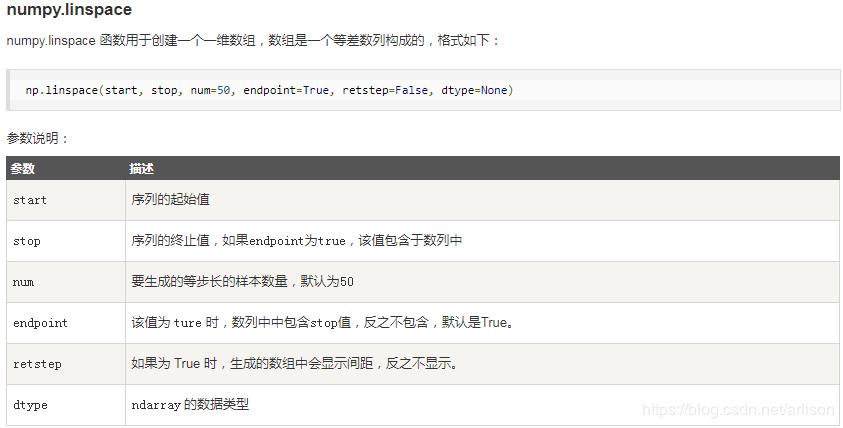 numpy.linspace
numpy.linspace 函数用于创建一个一维数组，数组是一个等差数列构成的，格式如下：
np.linspace(start, stop, num=50, endpoint=True, retstep=False, dtype=None)
参数说明：
参数 描述
start 序列的起始值
stop 序列的终止值，如果endpoint为true，该值包含于数列中
num 要生成的等步长的样本数量，默认为50
endpoint 该值为 ture 时，数列中中包含stop值，反之不包含，默认是True。
retstep 如果为 True 时，生成的数组中会显示间距，反之不显示。
dtype ndarray 的数据类型
https://blog.csdn.net/arlison